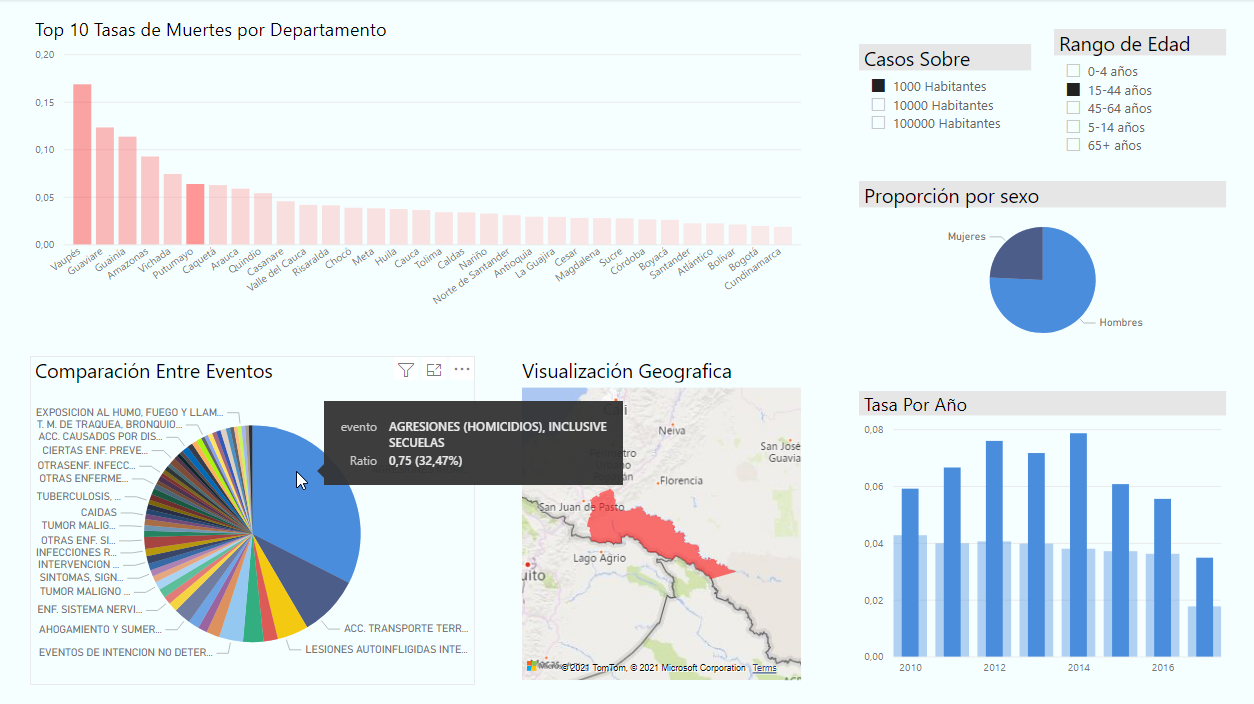 Top 10 Tasas de Muertes por Departamento
0,20
0,15
0,10
0,05
0,00
Vaupés
Guaviare
Guainía
Amazonas
Vichada
Putumayo
Caquetá
Arauca
Quindio
Casanare
Valle del Cauca
Risaralda
Chocó
Meta
Huila
Cauca
Tolima
Caldas
Nariño
Norte de Santander
Antioquia
La Guajira
Cesar
Magdalena
Sucre
Córdoba
Boyacá
Santander
Atlántico
Bolívar
Bogotá
Cundinamarca
Casos Sobre
1000 Habitantes
10000 Habitantes
100000 Habitantes
Rango de Edad
0-4 años
15-44 años
45-64 años
5-14 años
65+ años
Proporción por sexo
Mujeres
Hombres
Comparación Entre Eventos
EXPOSICION AL HUMO, FUEGO Y LLAM...
T. M. DE TRAQUEA, BRONQUIO...
ACC. CAUSADOS POR DIS...
CIERTAS ENF. PREVE...
OTRASENF. INFECC...
OTRAS ENFERME...
TUBERCULOSIS, ...
CAIDAS
TUMOR MALIG...
OTRAS ENF. SI...
INFECCIONES R...
INTERVENCION ...
SINTOMAS, SIGN...
TUMOR MALIGNO ...
ENF. SISTEMA NERVI...
AHOGAMIENTO Y SUMER...
EVENTOS DE INTENCION NO DETER...
ACC. TRANSPORTE TERR...
LESIONES AUTOINFLIGIDAS INTE...
evento AGRESIONES (HOMICIDIOS), INCLUSIVE
SECUELAS
Ratio 0,75 (32,47%)
Visualización Geografica
Neiva
San José
Guavia
Florencia
San Juan de Pasto
Lago Agrio
uito
© 2021 TomTom, © 2021 Microsoft Corporation Terms
Tasa Por Año
0,08
0,06
0,04
0,02
0,00
2010
2012
2014
2016